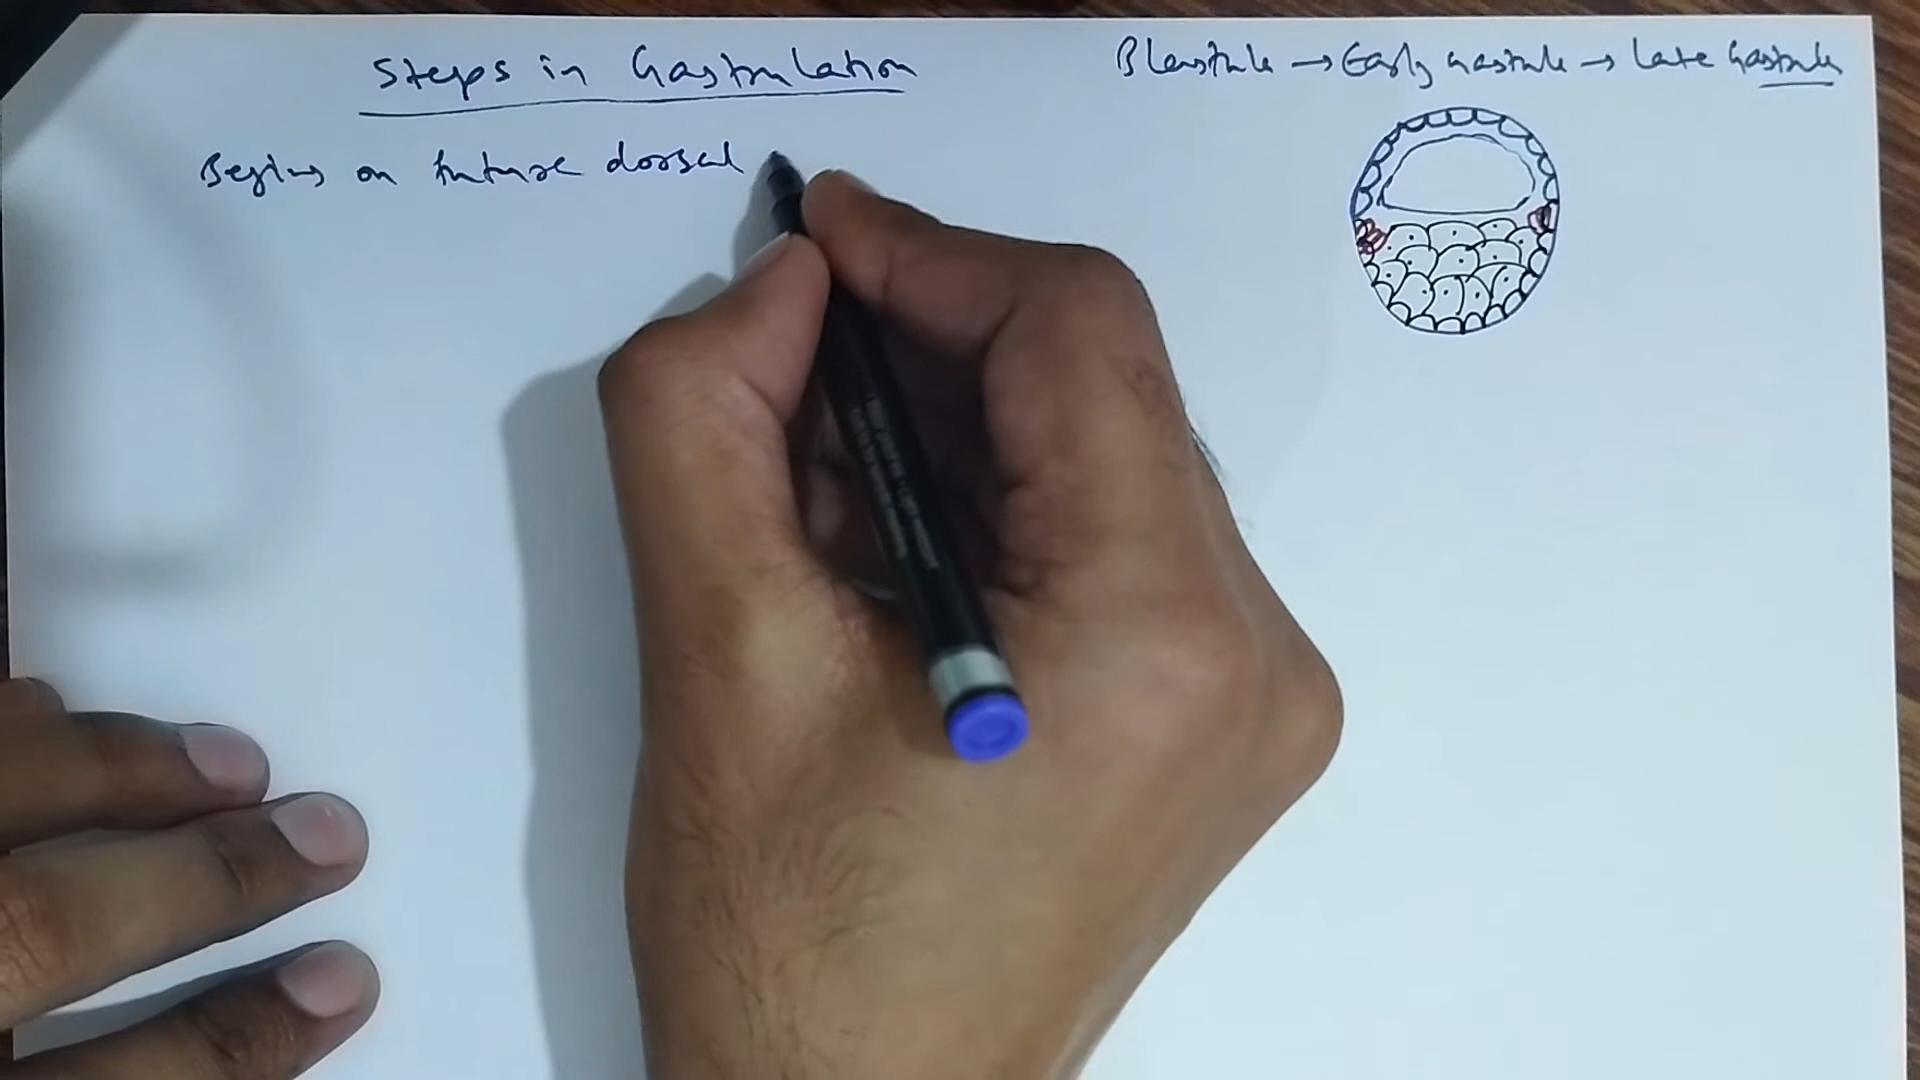 Steps in Gastrulation
Blastula → Early Gastrula → Late Gastrula
Begins on future dorsal